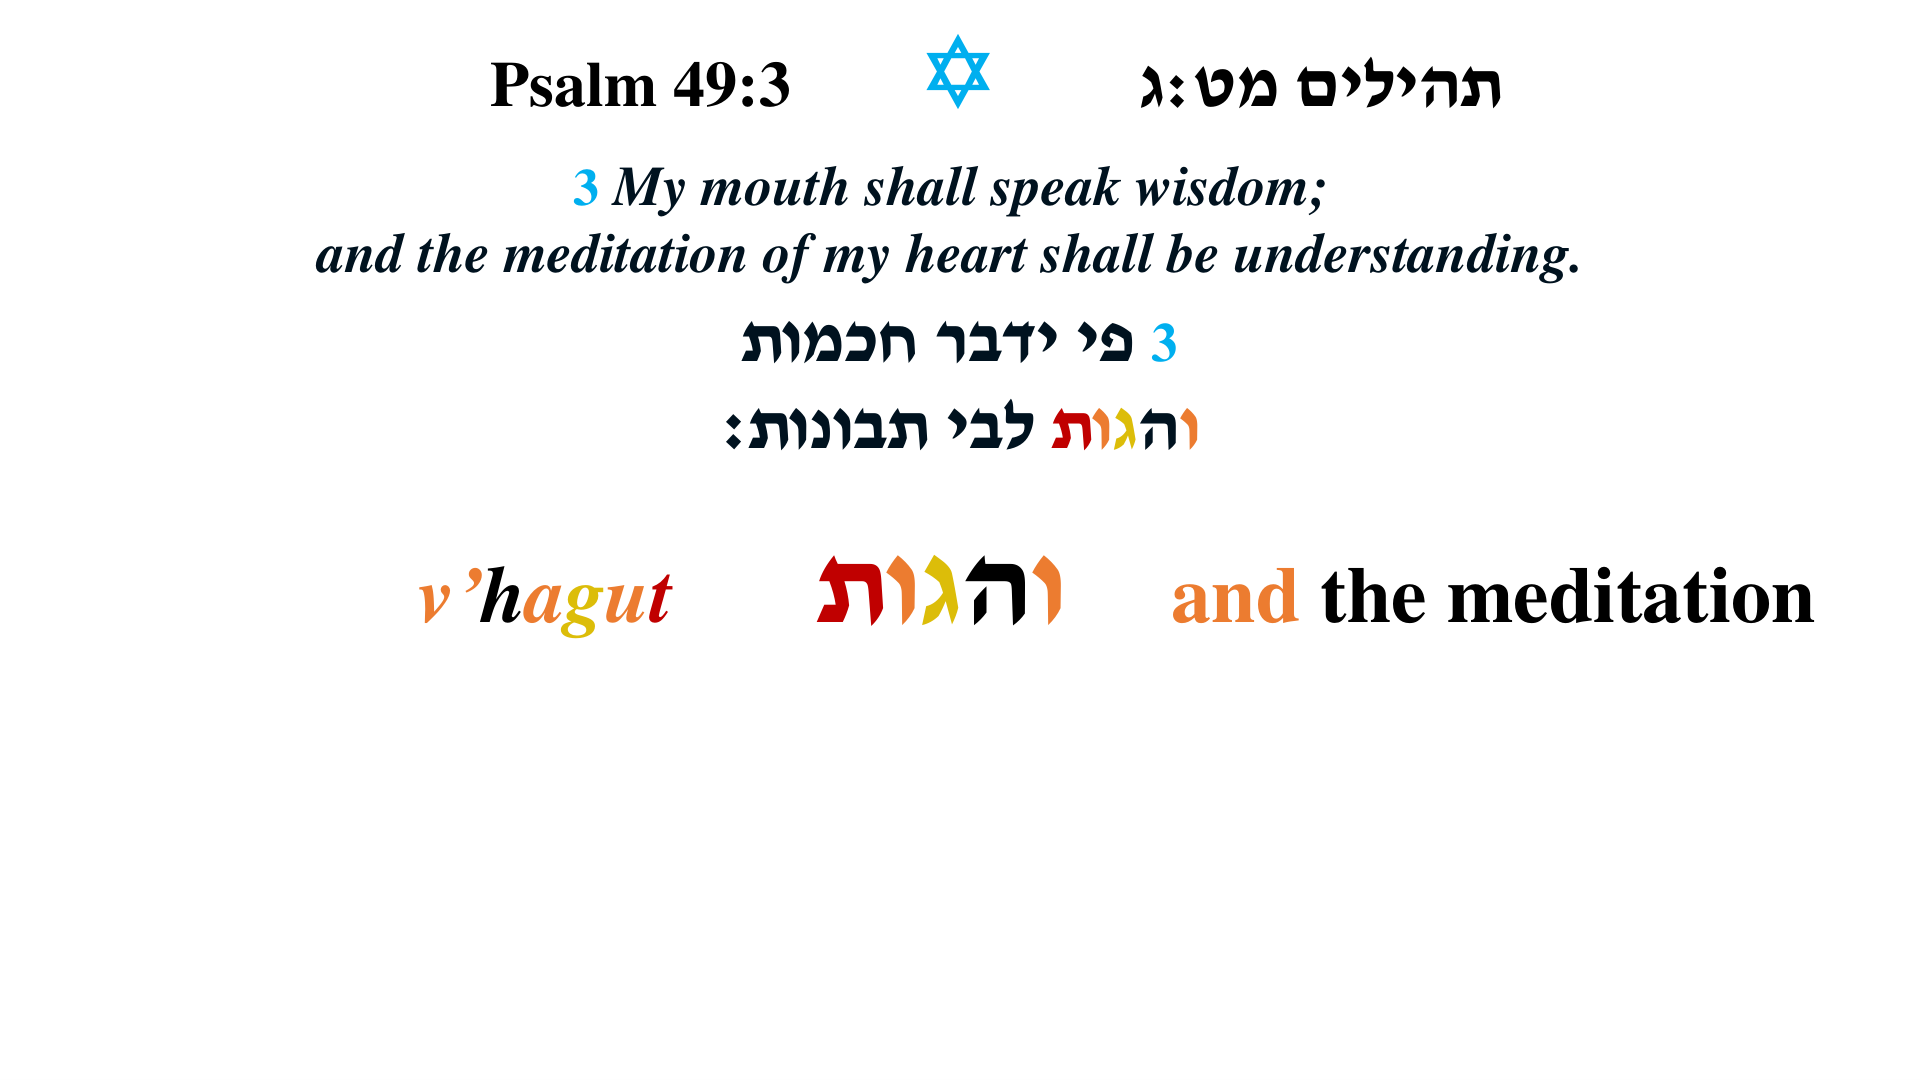 Psalm 49:3 ✡ תהילים מט:ג
3 My mouth shall speak wisdom;
and the meditation of my heart shall be understanding.
3 פי ידבר חכמות
והגות לבי תבונות:
v’hagut והגות and the meditation